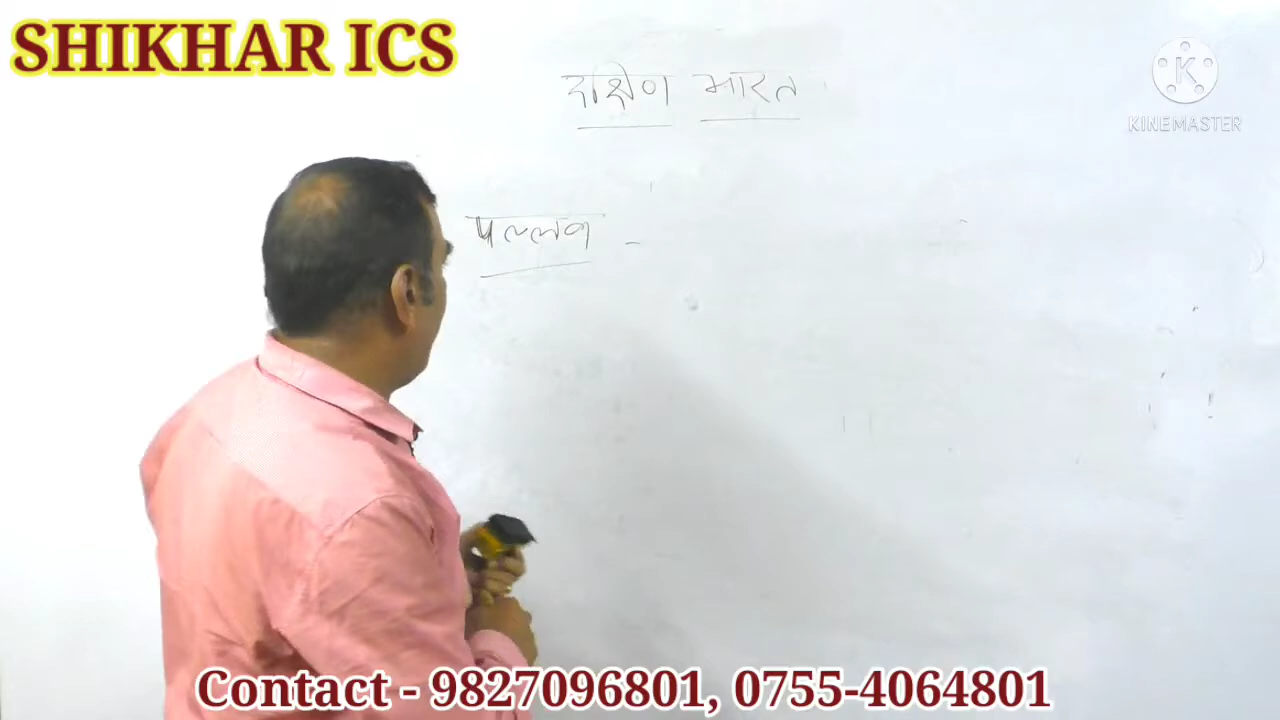 SHIKHAR ICS
दक्षिण भारत
K
KINEMASTER
पल्लव -
Contact - 9827096801, 0755-4064801